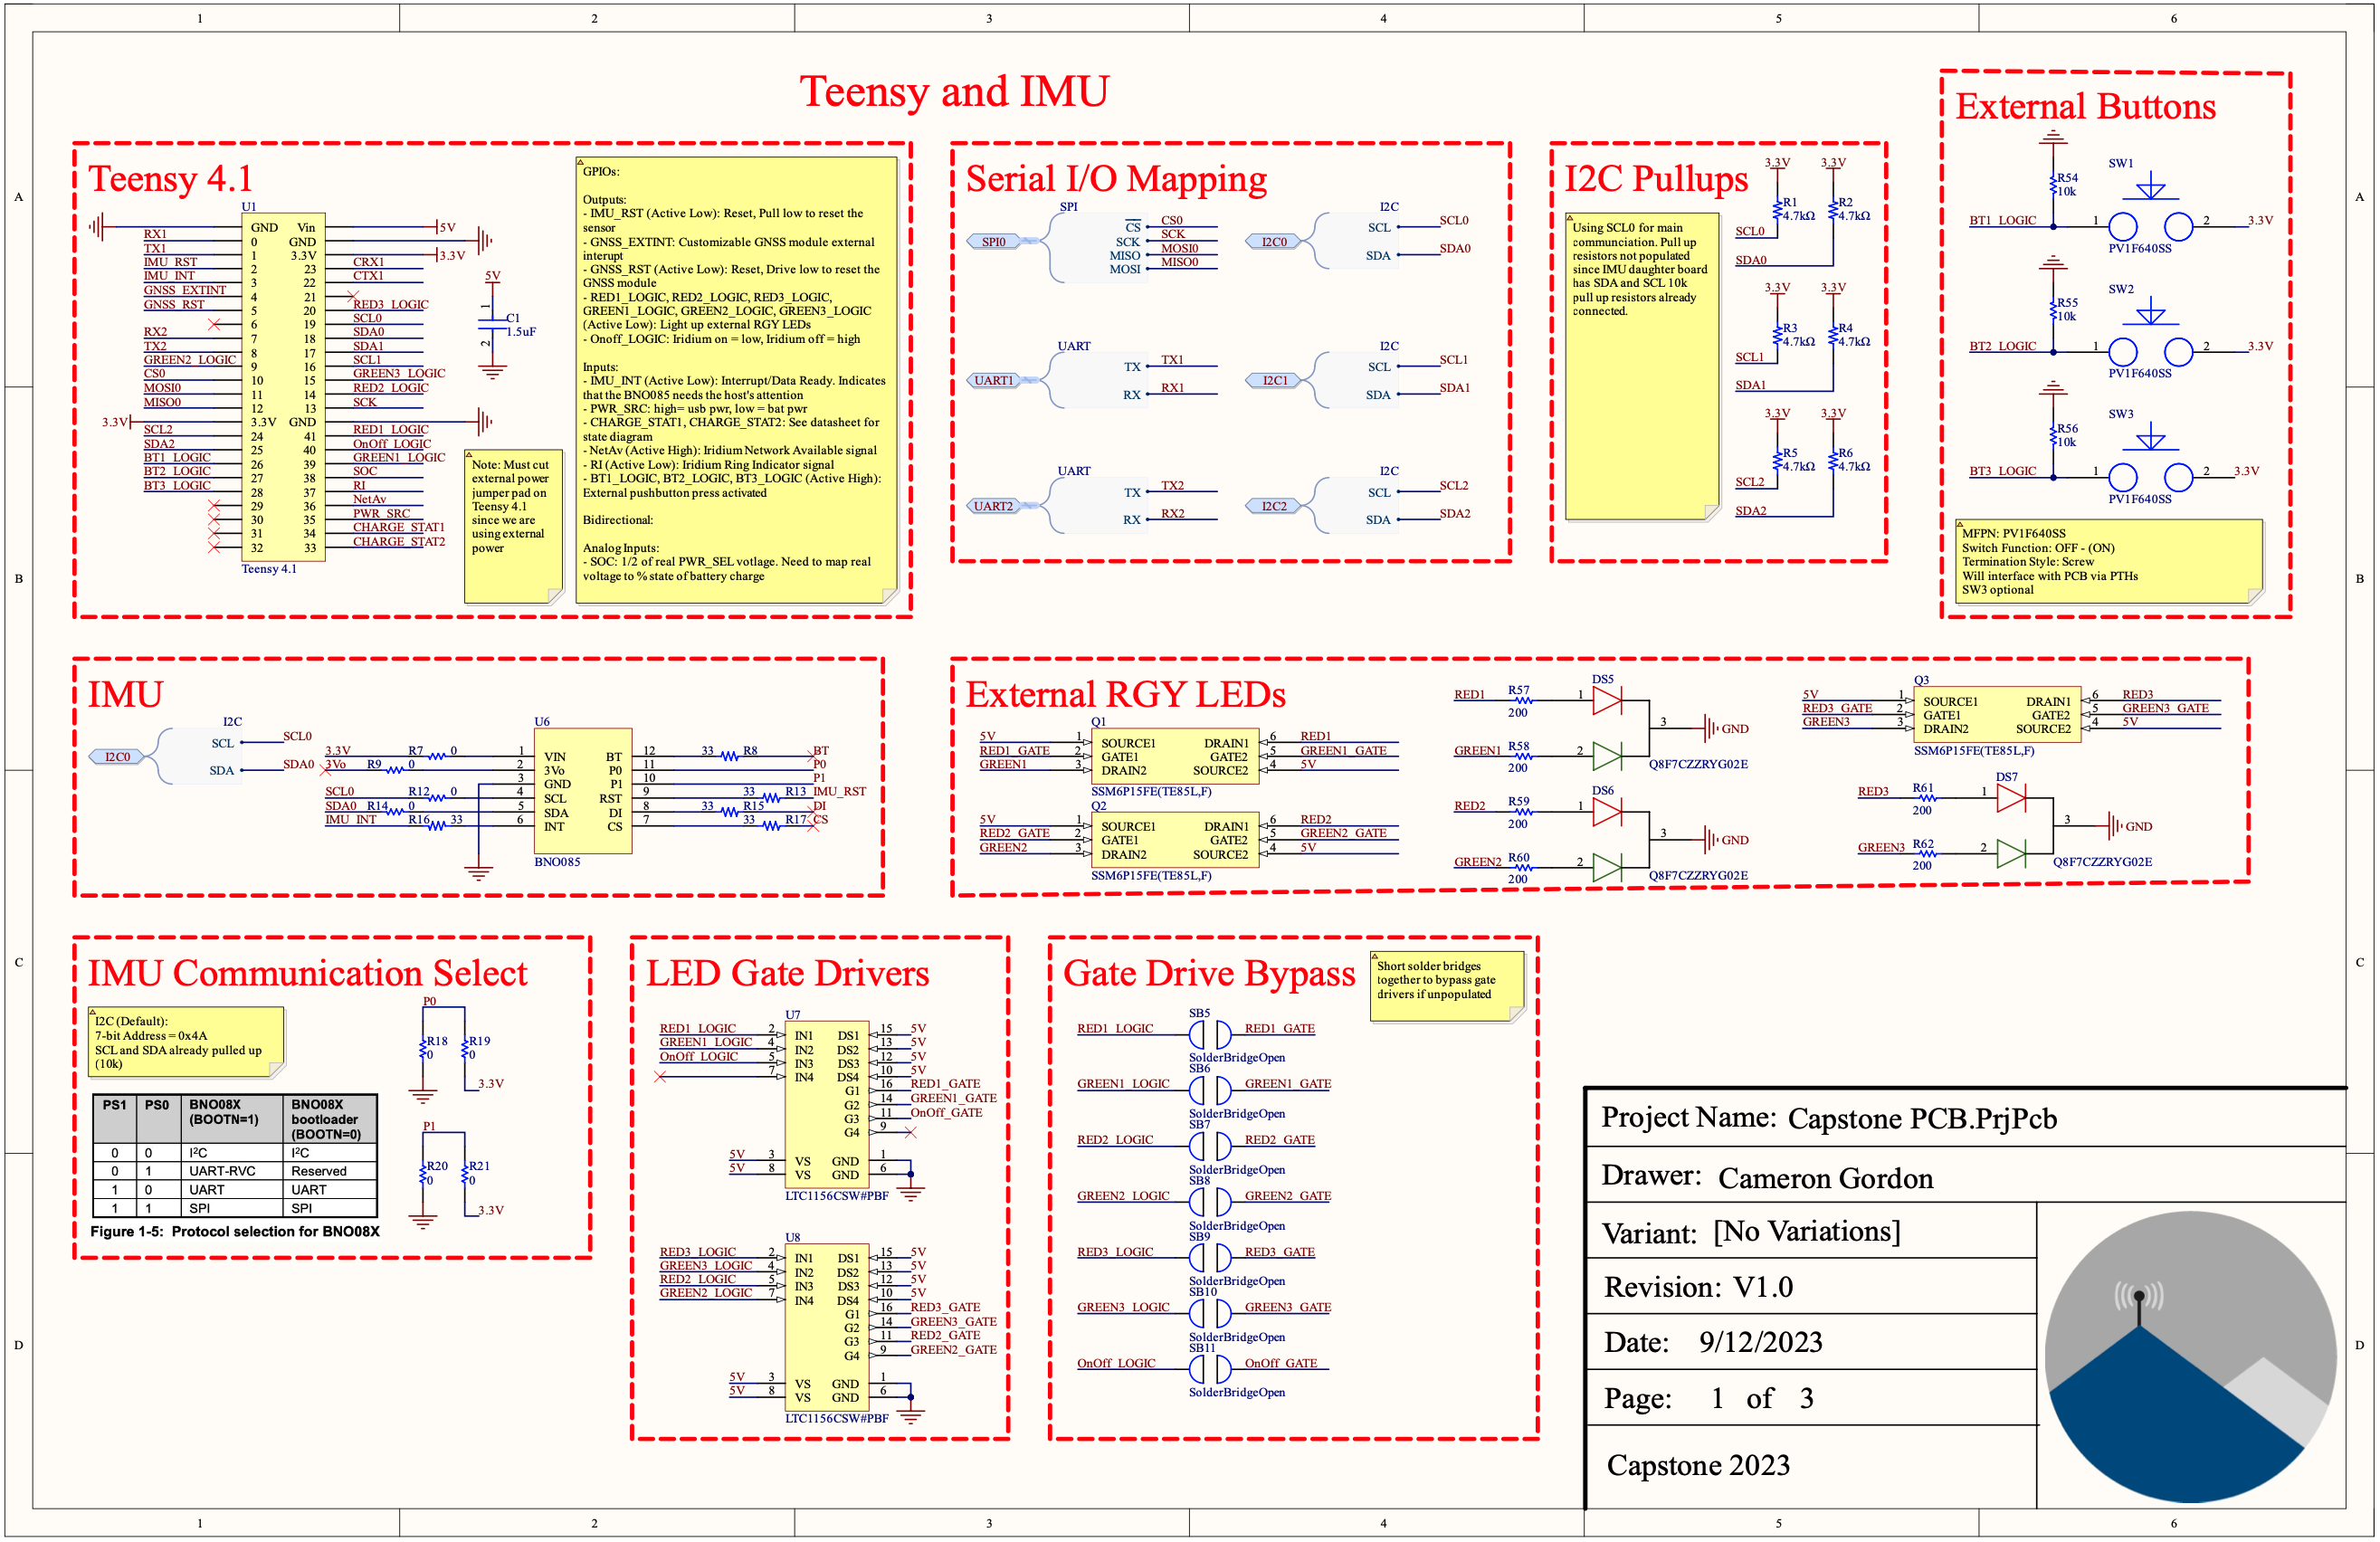 1 2 3 4 5 6
A
B
C
D
Teensy and IMU
Teensy 4.1
U1
GND Vin
RX1 0 GND
TX1 1 3.3V
IMU_RST 2 23 CRX1
IMU_INT 3 22 CTX1
GNSS_EXTINT 4 21
GNSS_RST 5 20 RED3_LOGIC
6 19 SCL0
RX2 7 18 SDA0
TX2 8 17 SDA1
GREEN2_LOGIC 9 16 SCL1
CS0 10 15 GREEN3_LOGIC
MOSI0 11 14 RED2_LOGIC
MISO0 12 13 SCK
3.3V 3.3V GND
SCL2 24 41 RED1_LOGIC
SDA2 25 40 OnOff_LOGIC
BT1_LOGIC 26 39 GREEN1_LOGIC
BT2_LOGIC 27 38 SOC
BT3_LOGIC 28 37 RI
29 36 NetAv
30 35 PWR_SRC
31 34 CHARGE_STAT1
32 33 CHARGE_STAT2
Teensy 4.1
5V
3.3V
5V
1
C1
1.5uF
2
Note: Must cut
external power
jumper pad on
Teensy 4.1
since we are
using external
power
GPIOs:
Outputs:
- IMU_RST (Active Low): Reset, Pull low to reset the
sensor
- GNSS_EXTINT: Customizable GNSS module external
interupt
- GNSS_RST (Active Low): Reset, Drive low to reset the
GNSS module
- RED1_LOGIC, RED2_LOGIC, RED3_LOGIC,
GREEN1_LOGIC, GREEN2_LOGIC, GREEN3_LOGIC
(Active Low): Light up external RGY LEDs
- Onoff_LOGIC: Iridium on = low, Iridium off = high
Inputs:
- IMU_INT (Active Low): Interrupt/Data Ready. Indicates
that the BNO085 needs the host's attention
- PWR_SRC: high= usb pwr, low = bat pwr
- CHARGE_STAT1, CHARGE_STAT2: See datasheet for
state diagram
- NetAv (Active High): Iridium Network Available signal
- RI (Active Low): Iridium Ring Indicator signal
- BT1_LOGIC, BT2_LOGIC, BT3_LOGIC (Active High):
External pushbutton press activated
Bidirectional:
Analog Inputs:
- SOC: 1/2 of real PWR_SEL votlage. Need to map real
voltage to % state of battery charge
Serial I/O Mapping
SPI
SPI0
CS CS0
SCK SCK
MISO MOSI0
MOSI MISO0
I2C
I2C0
SCL SCL0
SDA SDA0
UART
UART1
TX TX1
RX RX1
I2C
I2C1
SCL SCL1
SDA SDA1
UART
UART2
TX TX2
RX RX2
I2C
I2C2
SCL SCL2
SDA SDA2
I2C Pullups
Using SCL0 for main
communciation. Pull up
resistors not populated
since IMU daughter board
has SDA and SCL 10k
pull up resistors already
connected.
3.3V 3.3V
R1 R2
4.7kΩ 4.7kΩ
SCL0
SDA0
3.3V 3.3V
R3 R4
4.7kΩ 4.7kΩ
SCL1
SDA1
3.3V 3.3V
R5 R6
4.7kΩ 4.7kΩ
SCL2
SDA2
External Buttons
R54
10k
SW1
BT1_LOGIC 1 2 3.3V
PV1F640SS
R55
10k
SW2
BT2_LOGIC 1 2 3.3V
PV1F640SS
R56
10k
SW3
BT3_LOGIC 1 2 3.3V
PV1F640SS
MFPN: PV1F640SS
Switch Function: OFF - (ON)
Termination Style: Screw
Will interface with PCB via PTHs
SW3 optional
IMU
I2C
I2C0
SCL SCL0
SDA SDA0
U6
3.3V R7 0 1 VIN BT 12 33 R8 BT
3Vo R9 0 2 3Vo P0 11 P0
3 GND P1 10 P1
SCL0 R12 0 4 SCL RST 9 33 R13 IMU_RST
SDA0 R14 0 5 SDA DI 8 33 R15 DI
IMU_INT R16 33 6 INT CS 7 33 R17 CS
BNO085
External RGY LEDs
Q1
5V 1 SOURCE1 DRAIN1 6 RED1
RED1_GATE 2 GATE1 GATE2 5 GREEN1_GATE
GREEN1 3 DRAIN2 SOURCE2 4 5V
SSM6P15FE(TE85L,F)
Q2
5V 1 SOURCE1 DRAIN1 6 RED2
RED2_GATE 2 GATE1 GATE2 5 GREEN2_GATE
GREEN2 3 DRAIN2 SOURCE2 4 5V
SSM6P15FE(TE85L,F)
DS5
RED1 R57 1
200
3 GND
GREEN1 R58 2
200
Q8F7CZZRYG02E
DS6
RED2 R59 1
200
3 GND
GREEN2 R60 2
200
Q8F7CZZRYG02E
Q3
5V 1 SOURCE1 DRAIN1 6 RED3
RED3_GATE 2 GATE1 GATE2 5 GREEN3_GATE
GREEN3 3 DRAIN2 SOURCE2 4 5V
SSM6P15FE(TE85L,F)
DS7
RED3 R61 1
200
3 GND
GREEN3 R62 2
200
Q8F7CZZRYG02E
IMU Communication Select
I2C (Default):
7-bit Address = 0x4A
SCL and SDA already pulled up
(10k)
P0
R18 R19
0 0
3.3V
P1
R20 R21
0 0
3.3V
PS1 PS0 BNO08X (BOOTN=1) BNO08X bootloader (BOOTN=0)
0 0 I²C I²C
0 1 UART-RVC Reserved
1 0 UART UART
1 1 SPI SPI
Figure 1-5: Protocol selection for BNO08X
LED Gate Drivers
U7
RED1_LOGIC 2 IN1 DS1 15 5V
GREEN1_LOGIC 4 IN2 DS2 13 5V
OnOff_LOGIC 5 IN3 DS3 12 5V
7 IN4 DS4 10 5V
G1 16 RED1_GATE
G2 14 GREEN1_GATE
G3 11 OnOff_GATE
G4 9
5V 3 VS GND 1
5V 8 VS GND 6
LTC1156CSW#PBF
U8
RED3_LOGIC 2 IN1 DS1 15 5V
GREEN3_LOGIC 4 IN2 DS2 13 5V
RED2_LOGIC 5 IN3 DS3 12 5V
GREEN2_LOGIC 7 IN4 DS4 10 5V
G1 16 RED3_GATE
G2 14 GREEN3_GATE
G3 11 RED2_GATE
G4 9 GREEN2_GATE
5V 3 VS GND 1
5V 8 VS GND 6
LTC1156CSW#PBF
Gate Drive Bypass
Short solder bridges
together to bypass gate
drivers if unpopulated
SB5
RED1_LOGIC RED1_GATE
SolderBridgeOpen
SB6
GREEN1_LOGIC GREEN1_GATE
SolderBridgeOpen
SB7
RED2_LOGIC RED2_GATE
SolderBridgeOpen
SB8
GREEN2_LOGIC GREEN2_GATE
SolderBridgeOpen
SB9
RED3_LOGIC RED3_GATE
SolderBridgeOpen
SB10
GREEN3_LOGIC GREEN3_GATE
SolderBridgeOpen
SB11
OnOff_LOGIC OnOff_GATE
SolderBridgeOpen
Project Name: Capstone PCB.PrjPcb
Drawer: Cameron Gordon
Variant: [No Variations]
Revision: V1.0
Date: 9/12/2023
Page: 1 of 3
Capstone 2023
A
B
C
D
1 2 3 4 5 6